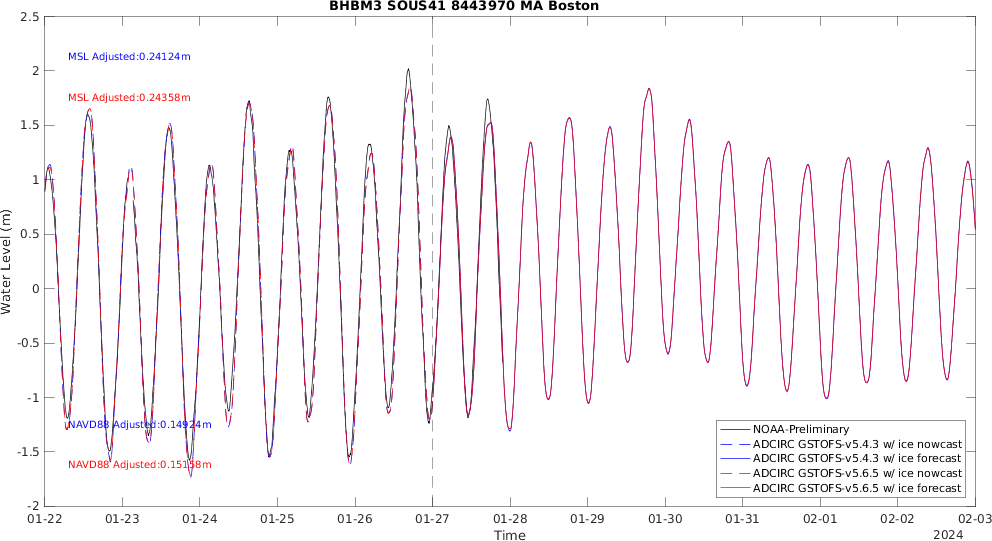 BHBM3 SOUS41 8443970 MA Boston
2.5
2
1.5
1
0.5
0
-0.5
-1
-1.5
-2
Water Level (m)
MSL Adjusted:0.24124m
MSL Adjusted:0.24358m
NAVD88 Adjusted:0.14924m
NAVD88 Adjusted:0.15158m
NOAA-Preliminary
ADCIRC GSTOFS-v5.4.3 w/ ice nowcast
ADCIRC GSTOFS-v5.4.3 w/ ice forecast
ADCIRC GSTOFS-v5.6.5 w/ ice nowcast
ADCIRC GSTOFS-v5.6.5 w/ ice forecast
01-22 01-23 01-24 01-25 01-26 01-27 01-28 01-29 01-30 01-31 02-01 02-02 02-03
Time
2024